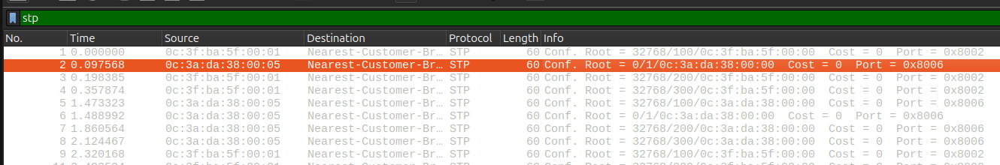 stp
No. Time Source Destination Protocol Length Info
1 0.000000 0c:3f:ba:5f:00:01 Nearest-Customer-Br… STP 60 Conf. Root = 32768/100/0c:3f:ba:5f:00:00 Cost = 0 Port = 0x8002
2 0.097568 0c:3a:da:38:00:05 Nearest-Customer-Br… STP 60 Conf. Root = 0/1/0c:3a:da:38:00:00 Cost = 0 Port = 0x8006
3 0.198385 0c:3f:ba:5f:00:01 Nearest-Customer-Br… STP 60 Conf. Root = 32768/200/0c:3f:ba:5f:00:00 Cost = 0 Port = 0x8002
4 0.357874 0c:3f:ba:5f:00:01 Nearest-Customer-Br… STP 60 Conf. Root = 32768/300/0c:3f:ba:5f:00:00 Cost = 0 Port = 0x8002
5 1.473323 0c:3a:da:38:00:05 Nearest-Customer-Br… STP 60 Conf. Root = 32768/100/0c:3a:da:38:00:00 Cost = 0 Port = 0x8006
6 1.488992 0c:3a:da:38:00:05 Nearest-Customer-Br… STP 60 Conf. Root = 0/1/0c:3a:da:38:00:00 Cost = 0 Port = 0x8006
7 1.860564 0c:3a:da:38:00:05 Nearest-Customer-Br… STP 60 Conf. Root = 32768/200/0c:3a:da:38:00:00 Cost = 0 Port = 0x8006
8 2.124467 0c:3a:da:38:00:05 Nearest-Customer-Br… STP 60 Conf. Root = 32768/300/0c:3a:da:38:00:00 Cost = 0 Port = 0x8006
9 2.320168 0c:3f:ba:5f:00:01 Nearest-Customer-Br… STP 60 Conf. Root = 32768/100/0c:3f:ba:5f:00:00 Cost = 0 Port = 0x8002